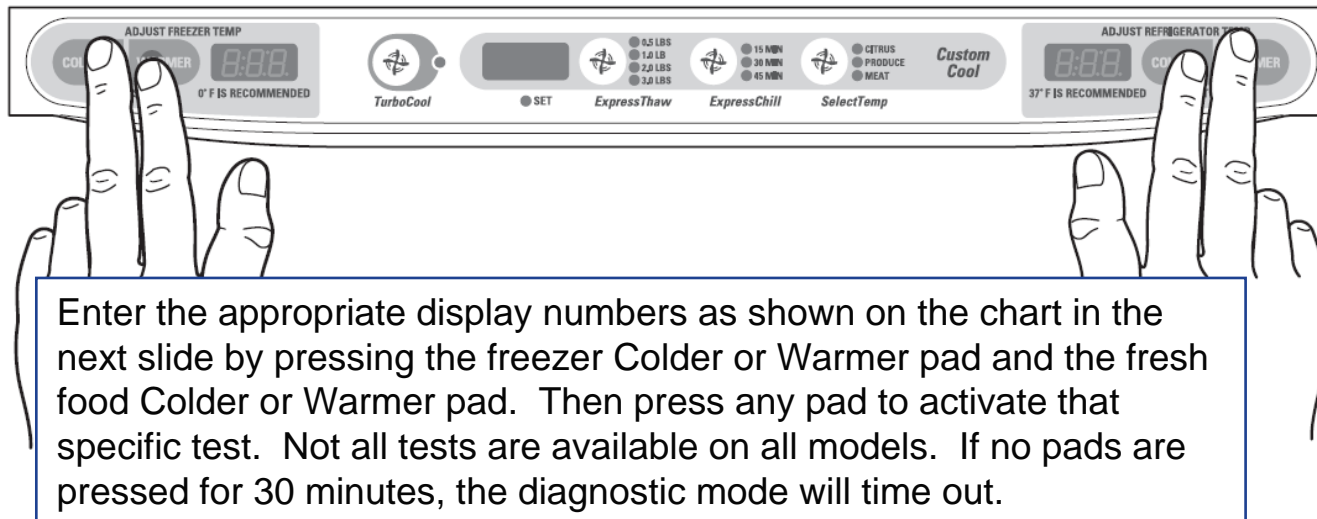 ADJUST FREEZER TEMP
0° F IS RECOMMENDED
TurboCool
SET
0.5 LBS
1.0 LB
2.0 LBS
3.0 LBS
ExpressThaw
15 MIN
30 MIN
45 MIN
ExpressChill
CITRUS
PRODUCE
MEAT
SelectTemp
Custom
Cool
ADJUST REFRIGERATOR TEMP
37° F IS RECOMMENDED
Enter the appropriate display numbers as shown on the chart in the
next slide by pressing the freezer Colder or Warmer pad and the fresh
food Colder or Warmer pad.  Then press any pad to activate that
specific test.  Not all tests are available on all models.  If no pads are
pressed for 30 minutes, the diagnostic mode will time out.